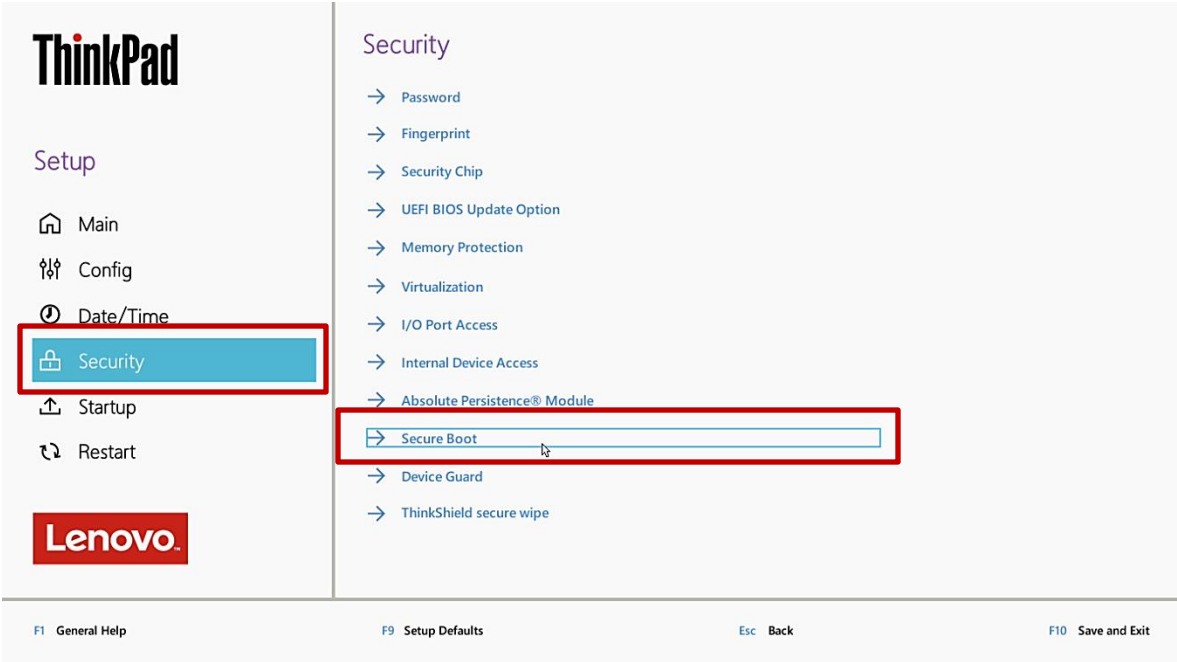 ThinkPad
Setup
Main
Config
Date/Time
Security
Startup
Restart
Lenovo™
Security
Password
Fingerprint
Security Chip
UEFI BIOS Update Option
Memory Protection
Virtualization
I/O Port Access
Internal Device Access
Absolute Persistence® Module
Secure Boot
Device Guard
ThinkShield secure wipe
F1 General Help F9 Setup Defaults Esc Back F10 Save and Exit